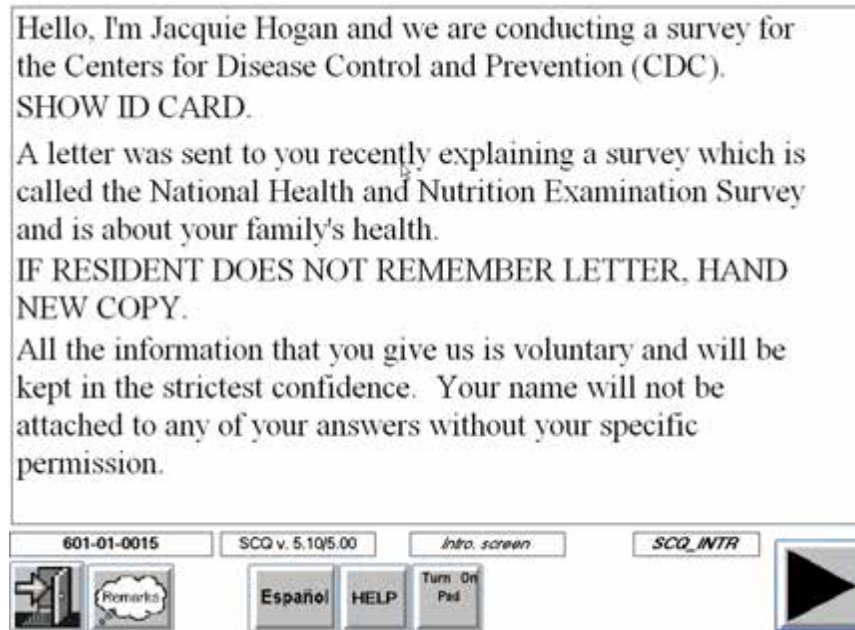 Hello, I'm Jacquie Hogan and we are conducting a survey for
the Centers for Disease Control and Prevention (CDC).
SHOW ID CARD.
A letter was sent to you recently explaining a survey which is
called the National Health and Nutrition Examination Survey
and is about your family's health.
IF RESIDENT DOES NOT REMEMBER LETTER, HAND
NEW COPY.
All the information that you give us is voluntary and will be
kept in the strictest confidence.  Your name will not be
attached to any of your answers without your specific
permission.
601-01-0015 SCQ v. 5.10/5.00 Intro. screen SCQ_INTR
Remarks Español HELP Turn On
Pad